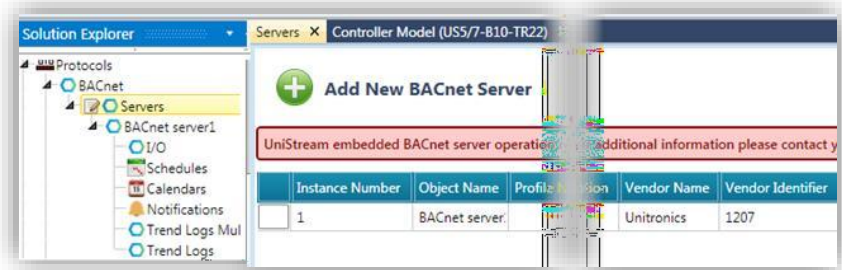 Solution Explorer
Servers X Controller Model (US5/7-B10-TR22)
Protocols
BACnet
Servers
BACnet server1
I/O
Schedules
Calendars
Notifications
Trend Logs Mul
Trend Logs
Add New BACnet Server
UniStream embedded BACnet server additional information please contact
Instance Number Object Name Vendor Name Vendor Identifier
1 BACnet server Unitronics 1207